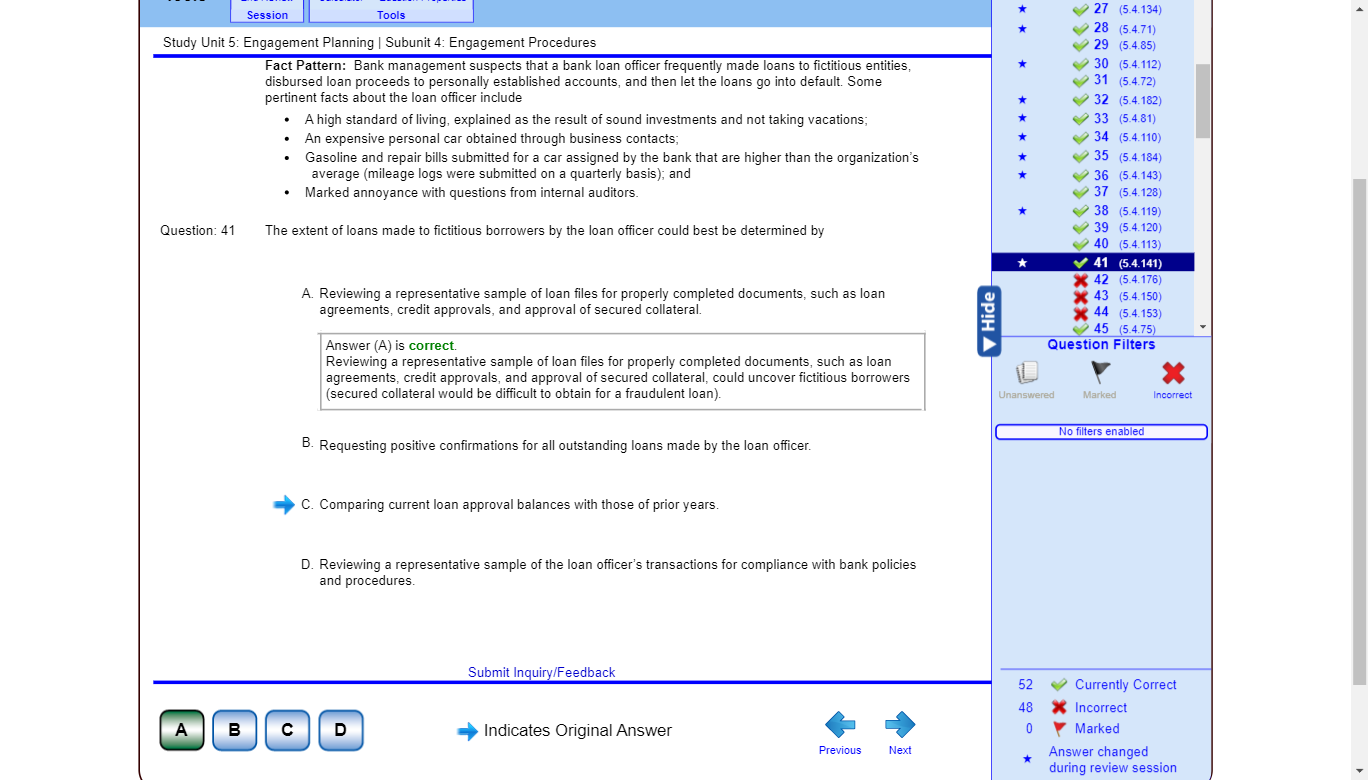 Session
Tools
Study Unit 5: Engagement Planning | Subunit 4: Engagement Procedures
Fact Pattern: Bank management suspects that a bank loan officer frequently made loans to fictitious entities,
disbursed loan proceeds to personally established accounts, and then let the loans go into default. Some
pertinent facts about the loan officer include
• A high standard of living, explained as the result of sound investments and not taking vacations;
• An expensive personal car obtained through business contacts;
• Gasoline and repair bills submitted for a car assigned by the bank that are higher than the organization's
average (mileage logs were submitted on a quarterly basis); and
• Marked annoyance with questions from internal auditors.
Question: 41 The extent of loans made to fictitious borrowers by the loan officer could best be determined by
A. Reviewing a representative sample of loan files for properly completed documents, such as loan
agreements, credit approvals, and approval of secured collateral.
Answer (A) is correct.
Reviewing a representative sample of loan files for properly completed documents, such as loan
agreements, credit approvals, and approval of secured collateral, could uncover fictitious borrowers
(secured collateral would be difficult to obtain for a fraudulent loan).
B. Requesting positive confirmations for all outstanding loans made by the loan officer.
C. Comparing current loan approval balances with those of prior years.
D. Reviewing a representative sample of the loan officer's transactions for compliance with bank policies
and procedures.
Submit Inquiry/Feedback
A B C D
Indicates Original Answer
Previous Next
27 (5.4.134)
28 (5.4.71)
29 (5.4.85)
30 (5.4.112)
31 (5.4.72)
32 (5.4.182)
33 (5.4.81)
34 (5.4.110)
35 (5.4.184)
36 (5.4.143)
37 (5.4.128)
38 (5.4.119)
39 (5.4.120)
40 (5.4.113)
41 (5.4.141)
42 (5.4.176)
43 (5.4.150)
44 (5.4.153)
45 (5.4.75)
Hide
Question Filters
Unanswered Marked Incorrect
No filters enabled
52 Currently Correct
48 Incorrect
0 Marked
Answer changed
during review session